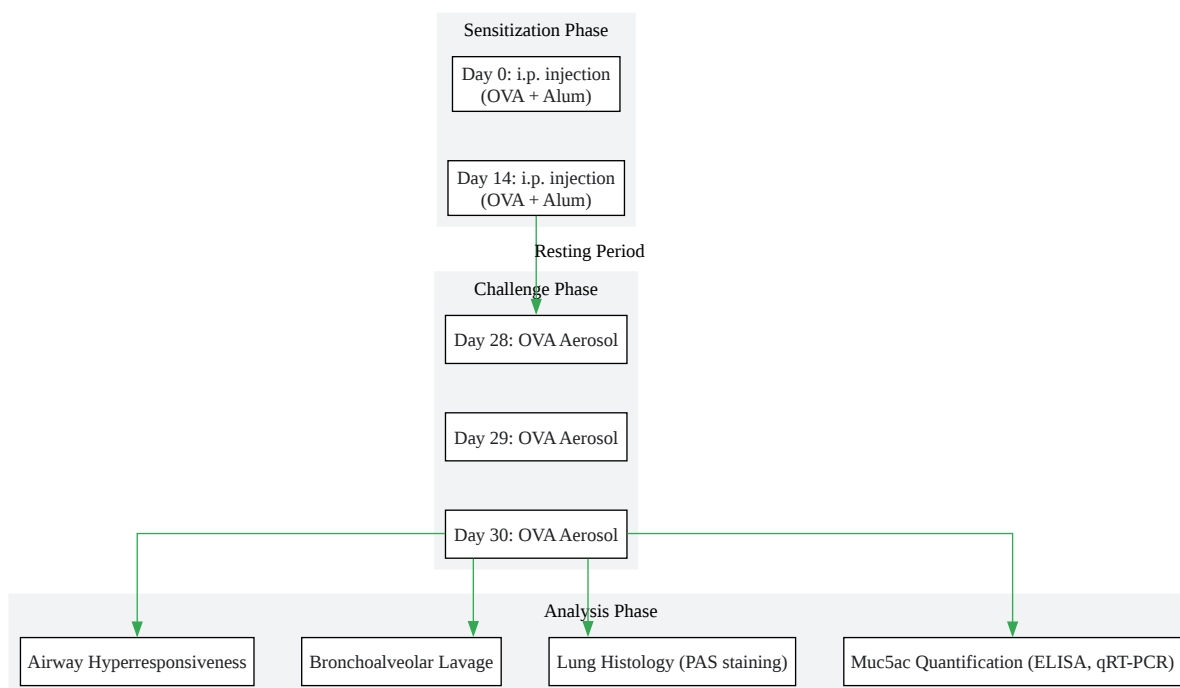 Sensitization Phase
Day 0: i.p. injection
(OVA + Alum)
Day 14: i.p. injection
(OVA + Alum)
Resting Period
Challenge Phase
Day 28: OVA Aerosol
Day 29: OVA Aerosol
Day 30: OVA Aerosol
Analysis Phase
Airway Hyperresponsiveness
Bronchoalveolar Lavage
Lung Histology (PAS staining)
Muc5ac Quantification (ELISA, qRT-PCR)